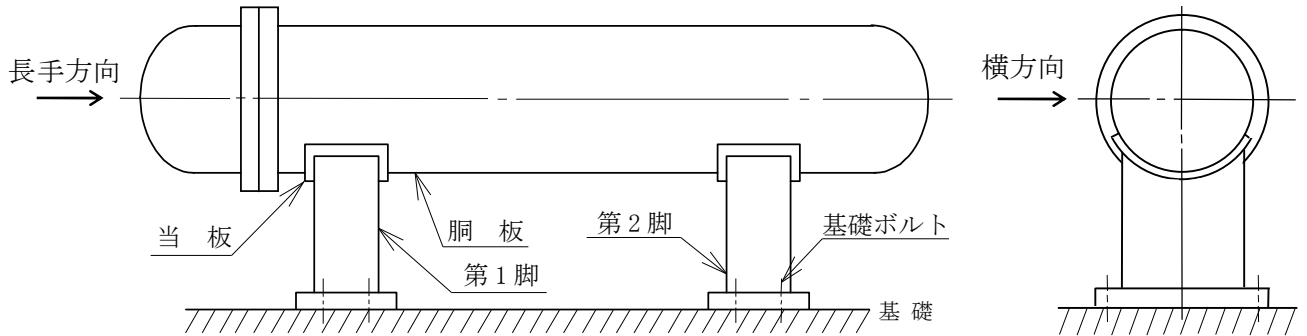 長手方向
横方向
当 板
胴 板
第1脚
第2脚
基礎ボルト
基 礎